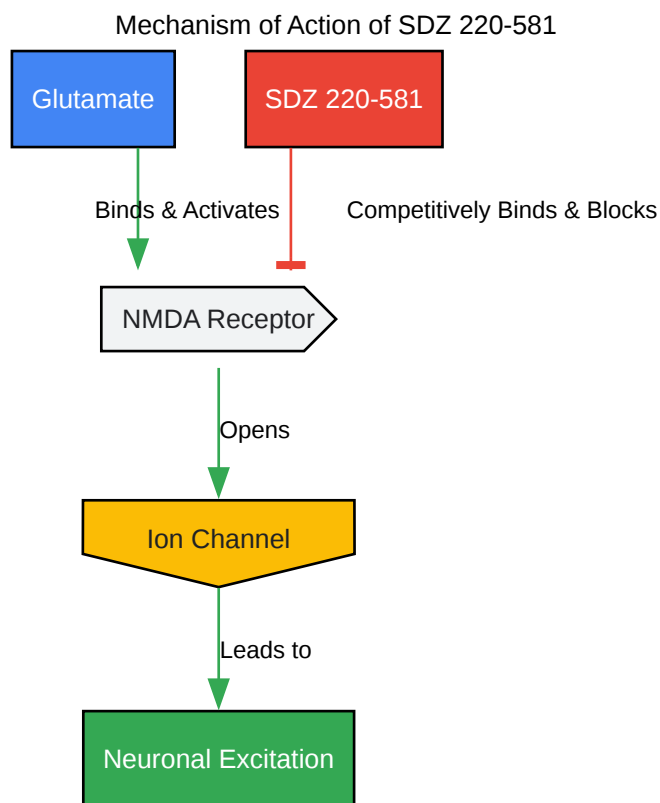 Mechanism of Action of SDZ 220-581
Glutamate
SDZ 220-581
Binds & Activates
Competitively Binds & Blocks
NMDA Receptor
Opens
Ion Channel
Leads to
Neuronal Excitation